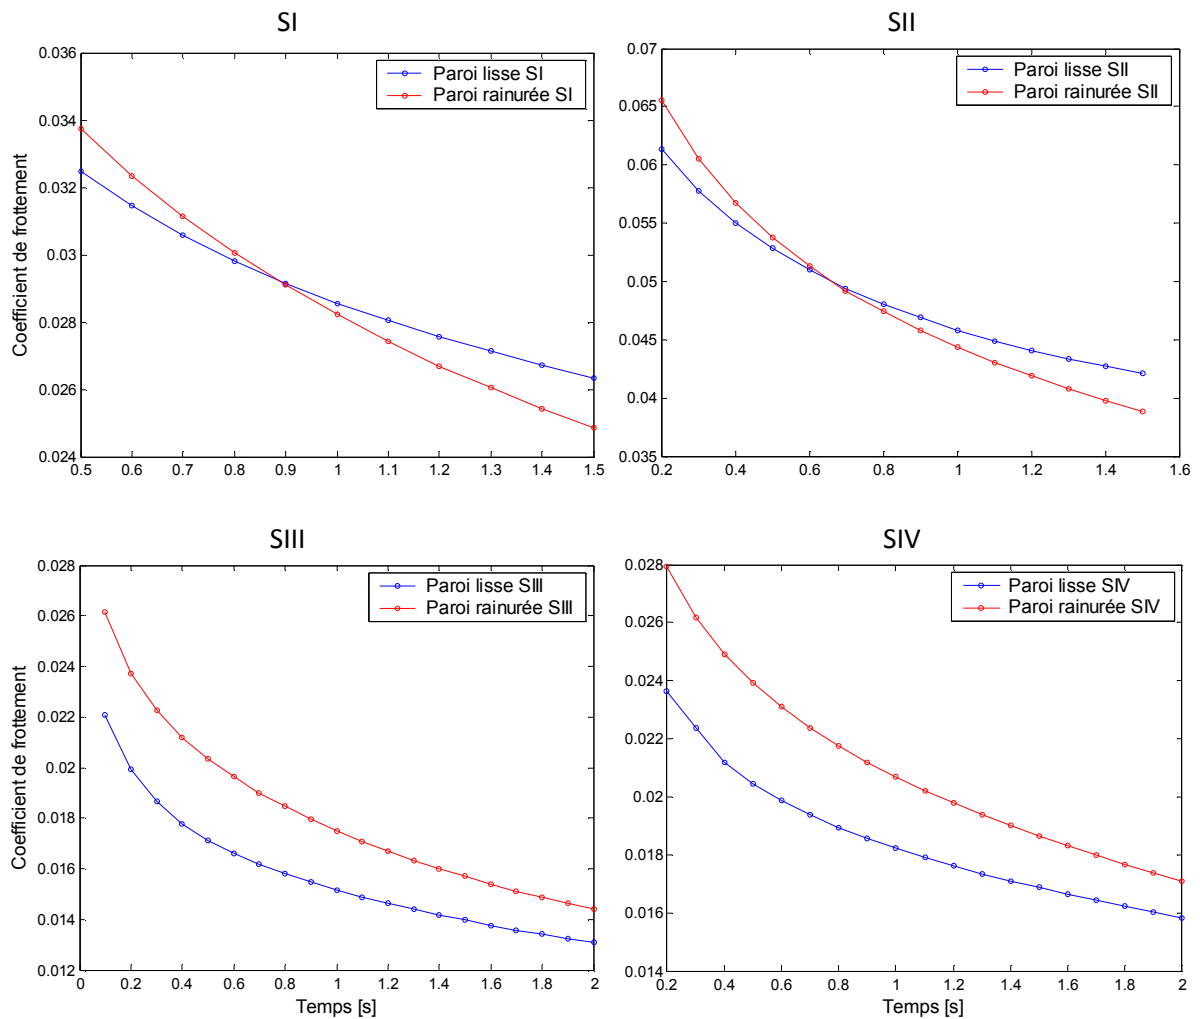 SI
0.036
0.034
0.032
0.03
0.028
0.026
0.024
Coefficient de frottement
Paroi lisse SI
Paroi rainurée SI
0.5 0.6 0.7 0.8 0.9 1 1.1 1.2 1.3 1.4 1.5
SII
0.07
0.065
0.06
0.055
0.05
0.045
0.04
0.035
Paroi lisse SII
Paroi rainurée SII
0.2 0.4 0.6 0.8 1 1.2 1.4 1.6
SIII
0.028
0.026
0.024
0.022
0.02
0.018
0.016
0.014
0.012
Coefficient de frottement
Paroi lisse SIII
Paroi rainurée SIII
0 0.2 0.4 0.6 0.8 1 1.2 1.4 1.6 1.8 2
Temps [s]
SIV
0.028
0.026
0.024
0.022
0.02
0.018
0.016
0.014
Paroi lisse SIV
Paroi rainurée SIV
0.2 0.4 0.6 0.8 1 1.2 1.4 1.6 1.8 2
Temps [s]